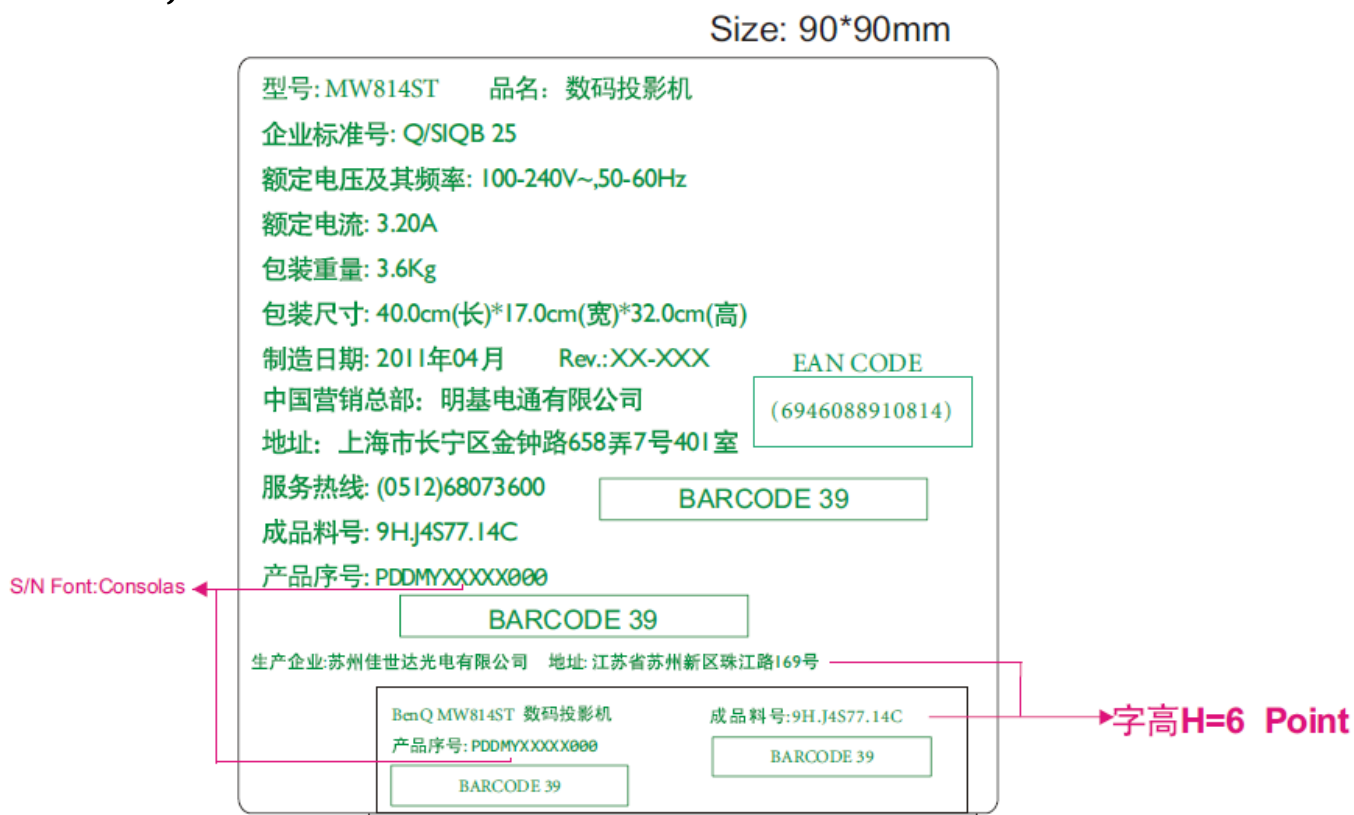 Size: 90*90mm
型号: MW814ST 品名：数码投影机
企业标准号: Q/SIQB 25
额定电压及其频率: 100-240V~,50-60Hz
额定电流: 3.20A
包装重量: 3.6Kg
包装尺寸: 40.0cm(长)*17.0cm(宽)*32.0cm(高)
制造日期: 2011年04月 Rev.:XX-XXX
EAN CODE
(6946088910814)
中国营销总部：明基电通有限公司
地址：上海市长宁区金钟路658弄7号401室
服务热线: (0512)68073600
BARCODE 39
成品料号: 9H.J4S77.14C
产品序号: PDDMYXXXXX000
S/N Font:Consolas
BARCODE 39
生产企业:苏州佳世达光电有限公司 地址: 江苏省苏州新区珠江路169号
BenQ MW814ST 数码投影机
成品料号:9H.J4S77.14C
字高H=6 Point
产品序号: PDDMYXXXXX000
BARCODE 39
BARCODE 39